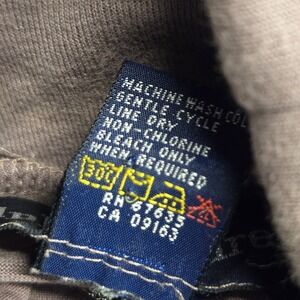 MACHINE WASH COL
GENTLE CYCLE
LINE DRY
NON-CHLORINE
BLEACH ONLY
WHEN REQUIRED
30°
RN 67635
CA 09163